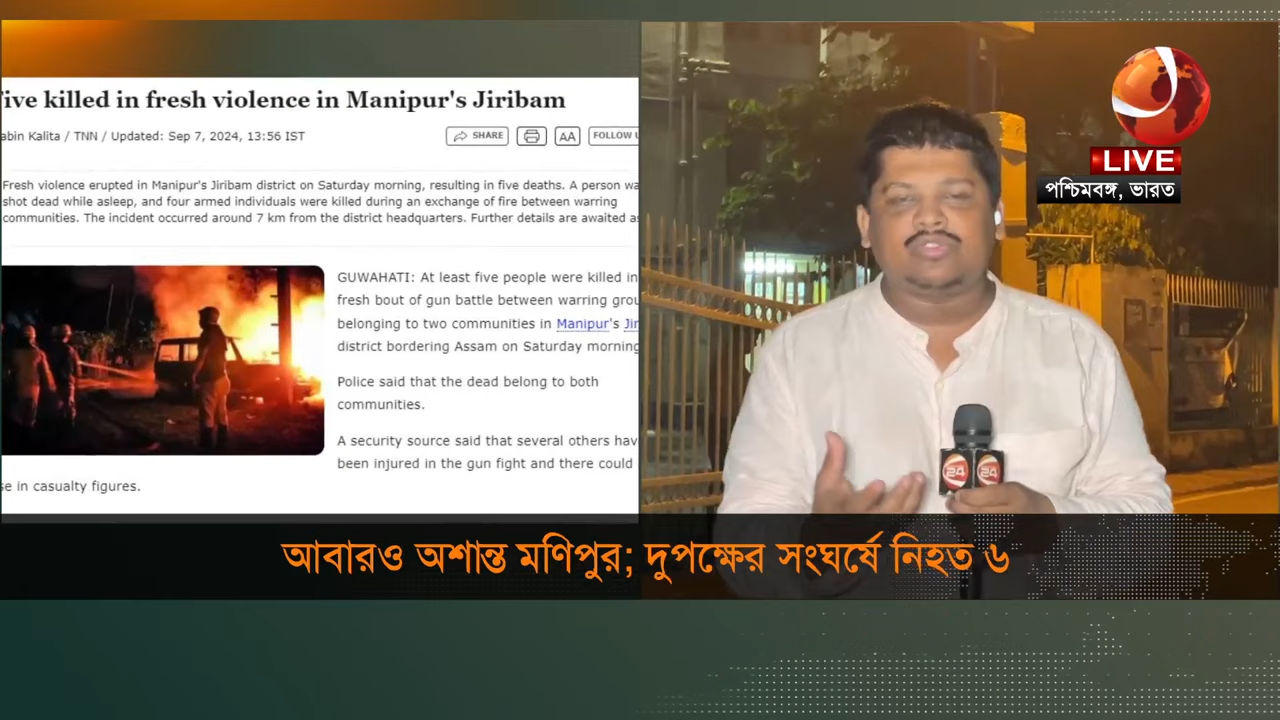 ive killed in fresh violence in Manipur's Jiribam
abin Kalita / TNN / Updated: Sep 7, 2024, 13:56 IST
SHARE
AA
FOLLOW
Fresh violence erupted in Manipur's Jiribam district on Saturday morning, resulting in five deaths. A person wa
shot dead while asleep, and four armed individuals were killed during an exchange of fire between warring
communities. The incident occurred around 7 km from the district headquarters. Further details are awaited as
GUWAHATI: At least five people were killed in
fresh bout of gun battle between warring grou
belonging to two communities in Manipur's Jir
district bordering Assam on Saturday morning
Police said that the dead belong to both
communities.
A security source said that several others hav
been injured in the gun fight and there could
se in casualty figures.
LIVE
পশ্চিমবঙ্গ, ভারত
24
24
আবারও অশান্ত মণিপুর; দুপক্ষের সংঘর্ষে নিহত ৬